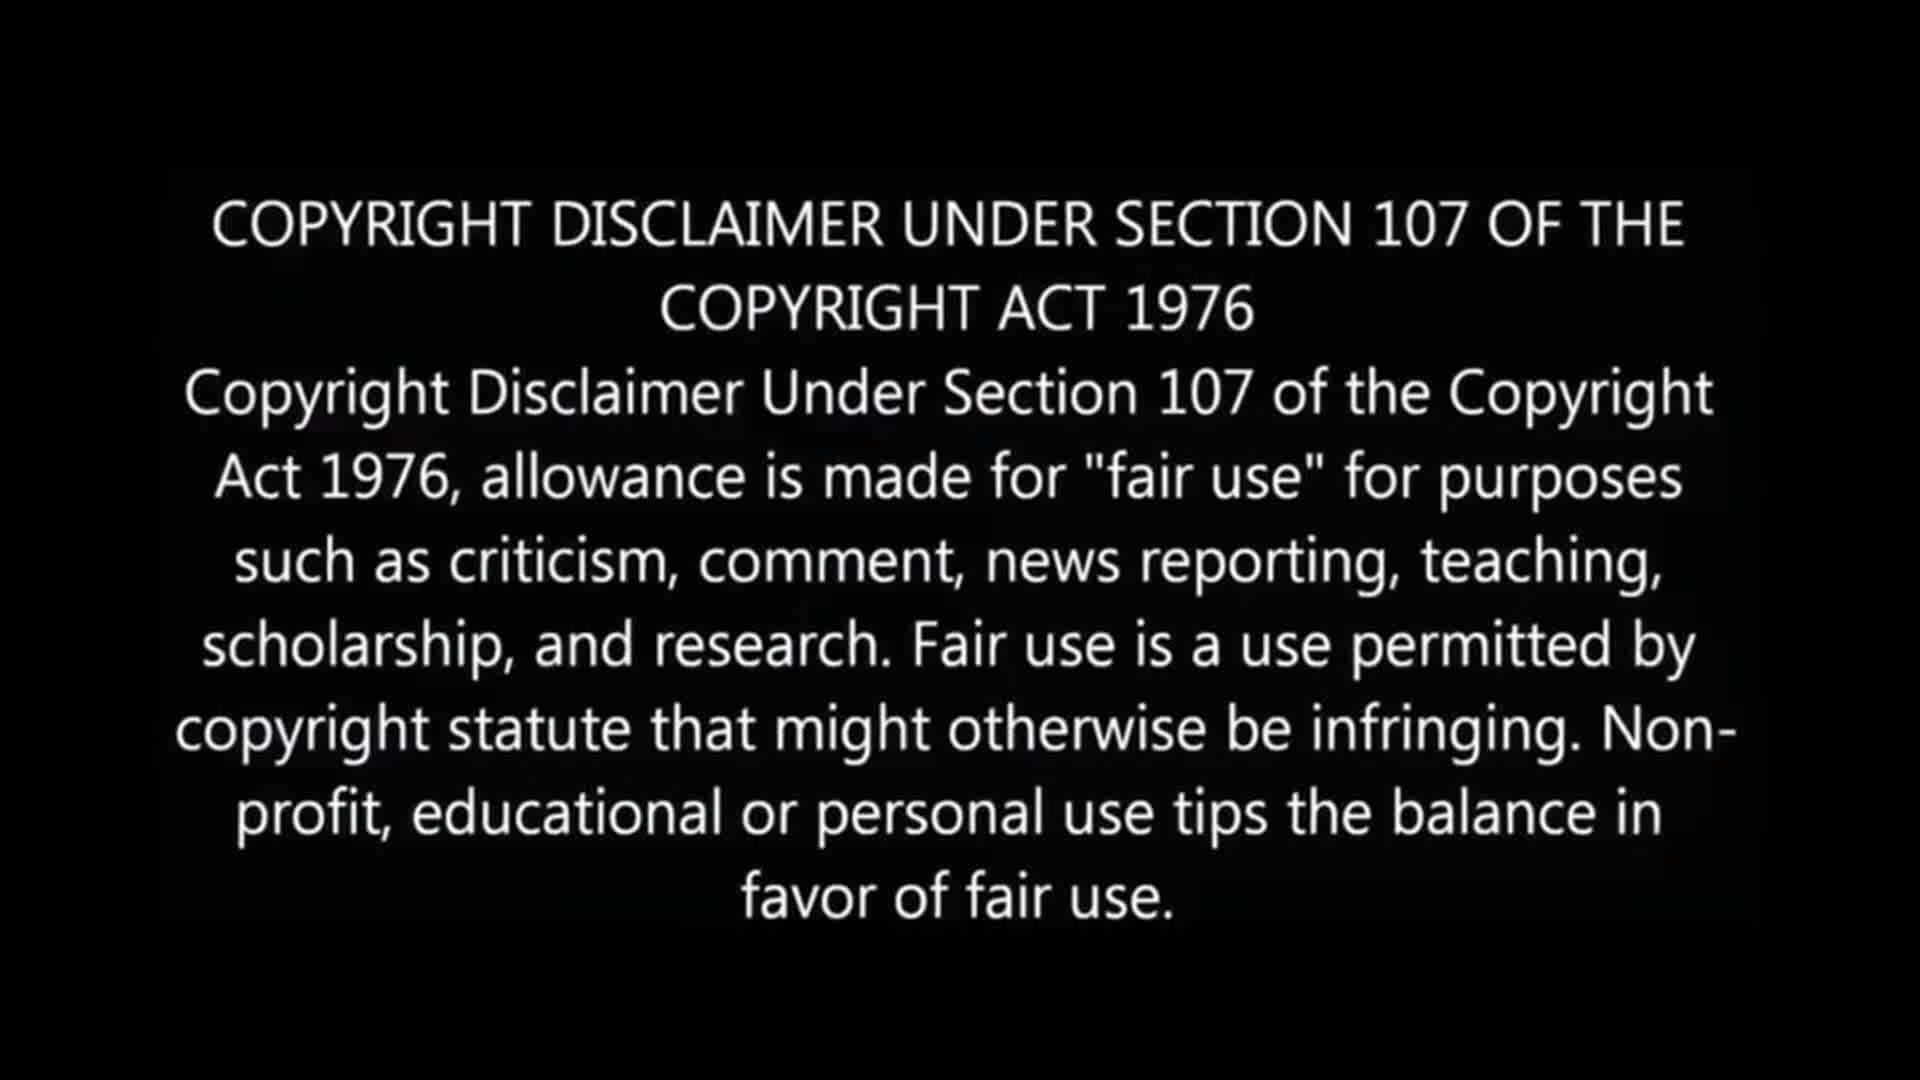 COPYRIGHT DISCLAIMER UNDER SECTION 107 OF THE
COPYRIGHT ACT 1976
Copyright Disclaimer Under Section 107 of the Copyright
Act 1976, allowance is made for "fair use" for purposes
such as criticism, comment, news reporting, teaching,
scholarship, and research. Fair use is a use permitted by
copyright statute that might otherwise be infringing. Non-
profit, educational or personal use tips the balance in
favor of fair use.